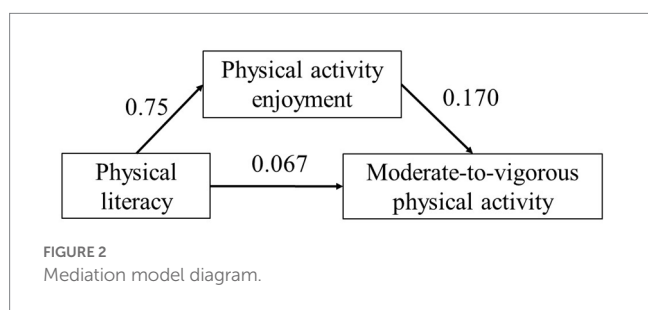 Physical activity
enjoyment
0.75
0.170
Physical
literacy
0.067
Moderate-to-vigorous
physical activity
FIGURE 2
Mediation model diagram.